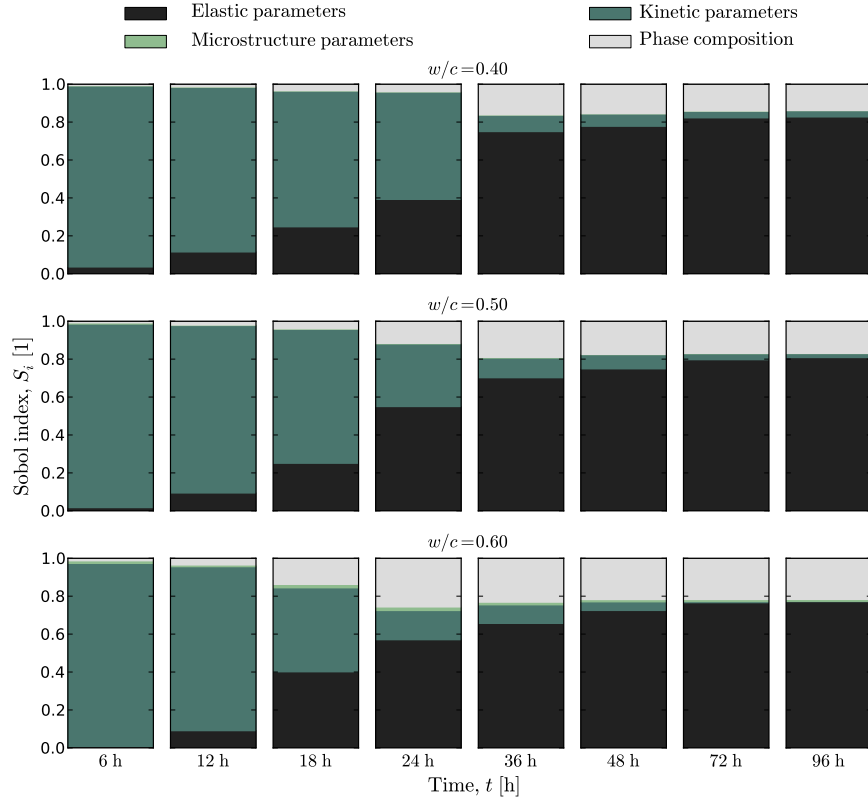 Elastic parameters Kinetic parameters
Microstructure parameters Phase composition
w/c=0.40
1.0
0.8
0.6
0.4
0.2
0.0
w/c=0.50
1.0
0.8
0.6
0.4
0.2
0.0
Sobol index, S_i [1]
w/c=0.60
1.0
0.8
0.6
0.4
0.2
0.0
6 h 12 h 18 h 24 h 36 h 48 h 72 h 96 h
Time, t [h]